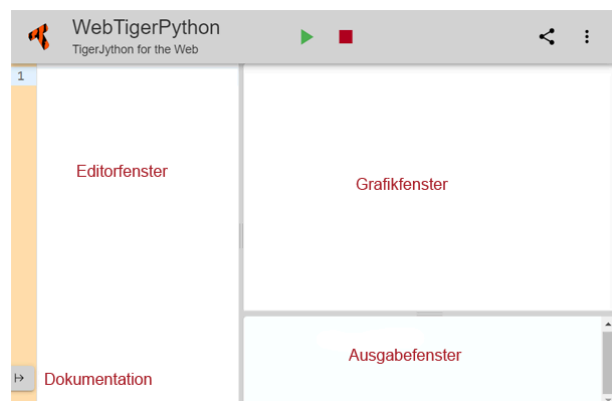 WebTigerPython
TigerJython for the Web
1
Editorfenster
Grafikfenster
Ausgabefenster
Dokumentation